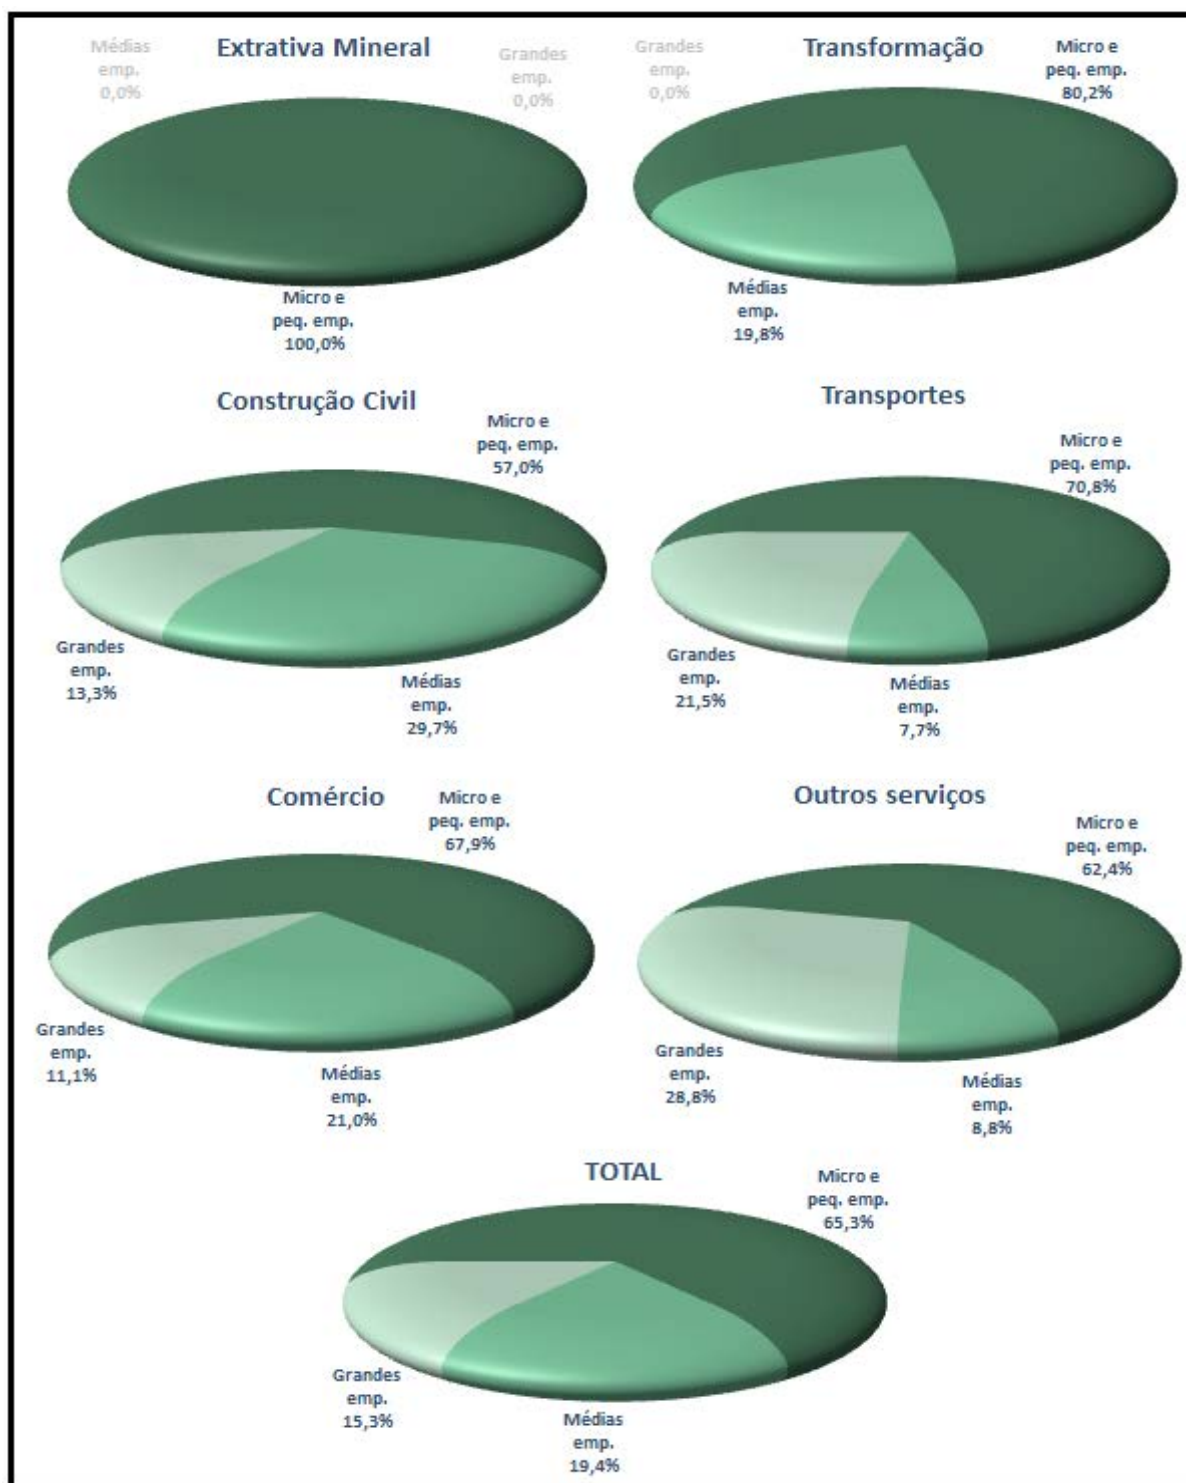 Extrativa Mineral
Médias
emp.
0,0%
Grandes
emp.
0,0%
Micro e
peq. emp.
100,0%
Transformação
Grandes
emp.
0,0%
Micro e
peq. emp.
80,2%
Médias
emp.
19,8%
Construção Civil
Micro e
peq. emp.
57,0%
Grandes
emp.
13,3%
Médias
emp.
29,7%
Transportes
Micro e
peq. emp.
70,8%
Grandes
emp.
21,5%
Médias
emp.
7,7%
Comércio
Micro e
peq. emp.
67,9%
Grandes
emp.
11,1%
Médias
emp.
21,0%
Outros serviços
Micro e
peq. emp.
62,4%
Grandes
emp.
28,8%
Médias
emp.
8,8%
TOTAL
Micro e
peq. emp.
65,3%
Grandes
emp.
15,3%
Médias
emp.
19,4%